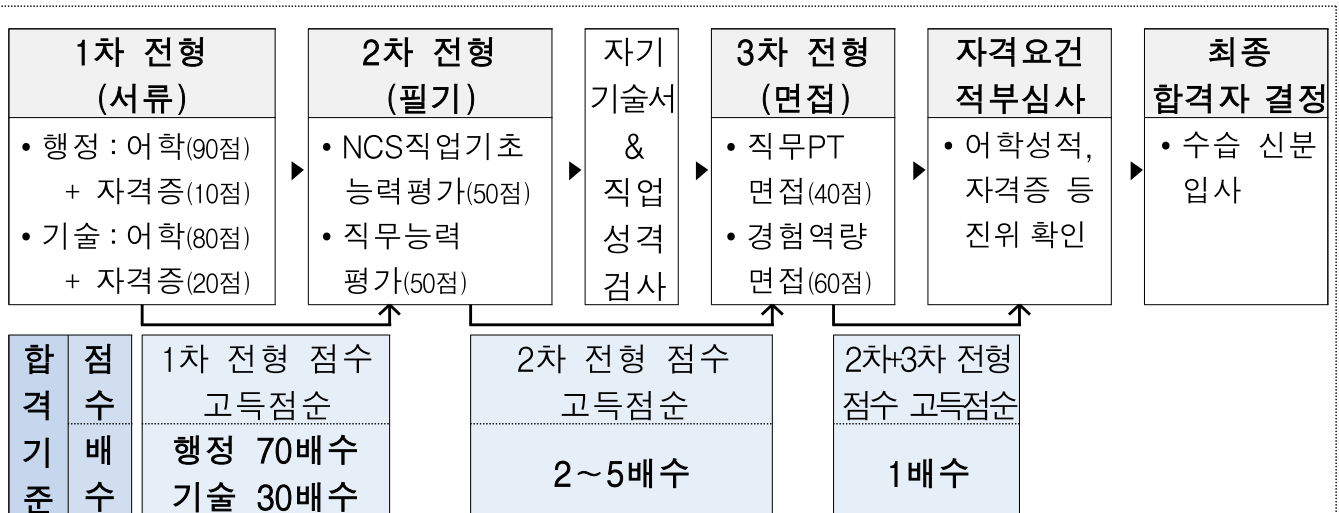 1차 전형
(서류)
• 행정 : 어학(90점)
+ 자격증(10점)
• 기술 : 어학(80점)
+ 자격증(20점)
2차 전형
(필기)
• NCS직업기초
능력평가(50점)
• 직무능력
평가(50점)
자기
기술서
&
직업
성격
검사
3차 전형
(면접)
• 직무PT
면접(40점)
• 경험역량
면접(60점)
자격요건
적부심사
• 어학성적,
자격증 등
진위 확인
최종
합격자 결정
• 수습 신분
입사
합
격
기
준
점
수
1차 전형 점수
고득점순
2차 전형 점수
고득점순
2차+3차 전형
점수 고득점순
배
수
행정 70배수
기술 30배수
2～5배수
1배수